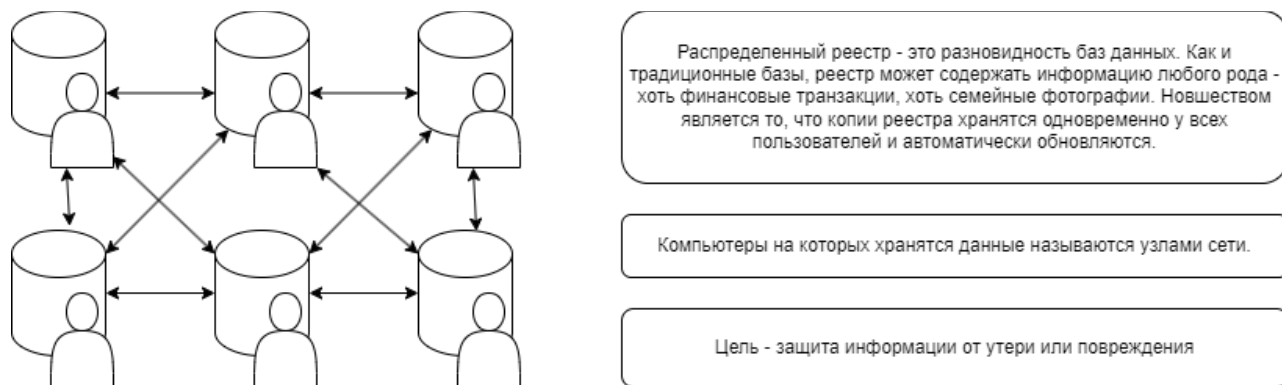 Распределенный реестр - это разновидность баз данных. Как и
традиционные базы, реестр может содержать информацию любого рода -
хоть финансовые транзакции, хоть семейные фотографии. Новшеством
является то, что копии реестра хранятся одновременно у всех
пользователей и автоматически обновляются.
Компьютеры на которых хранятся данные называются узлами сети.
Цель - защита информации от утери или повреждения